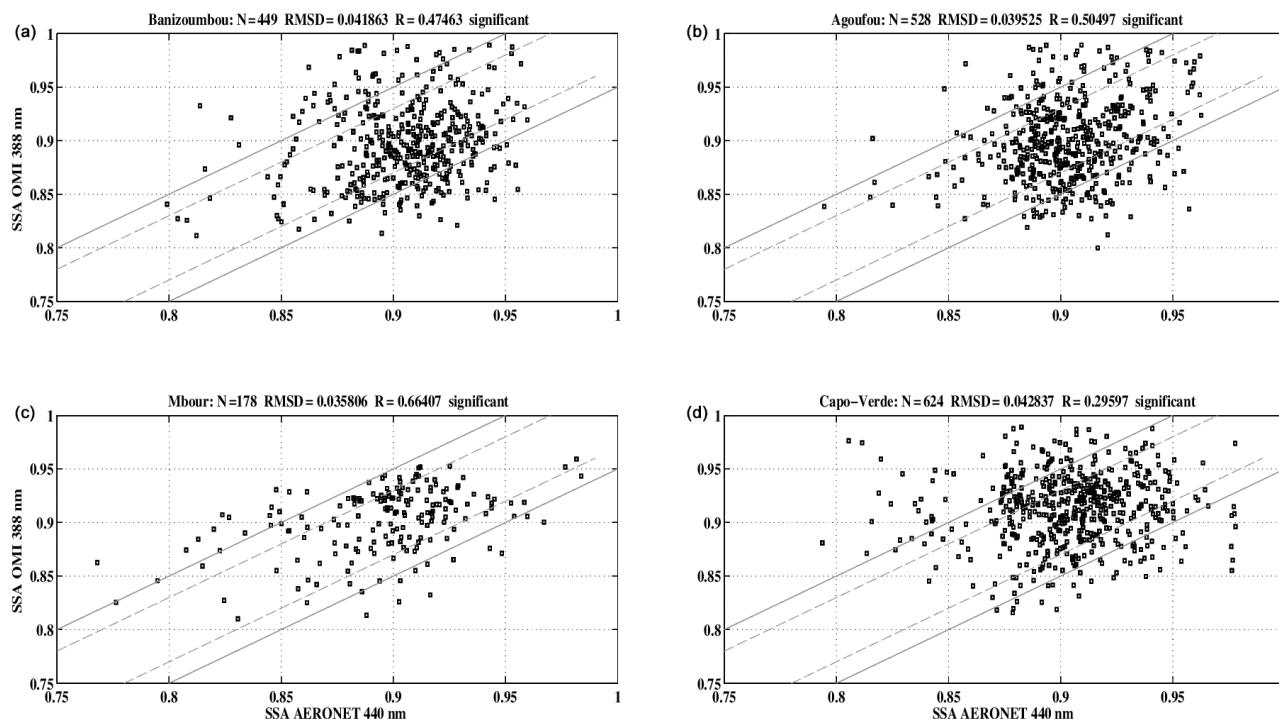 (a) Banizoumbou: N=449 RMSD= 0.041863 R= 0.47463 significant
SSA OMI 388 nm
1
0.95
0.9
0.85
0.8
0.75
0.75 0.8 0.85 0.9 0.95 1
(b) Agoufou: N=528 RMSD= 0.039525 R= 0.50497 significant
1
0.95
0.9
0.85
0.8
0.75
0.75 0.8 0.85 0.9 0.95
(c) Mbour: N=178 RMSD= 0.035806 R= 0.66407 significant
SSA OMI 388 nm
1
0.95
0.9
0.85
0.8
0.75
0.75 0.8 0.85 0.9 0.95 1
SSA AERONET 440 nm
(d) Capo−Verde: N=624 RMSD= 0.042837 R= 0.29597 significant
1
0.95
0.9
0.85
0.8
0.75
0.75 0.8 0.85 0.9 0.95
SSA AERONET 440 nm